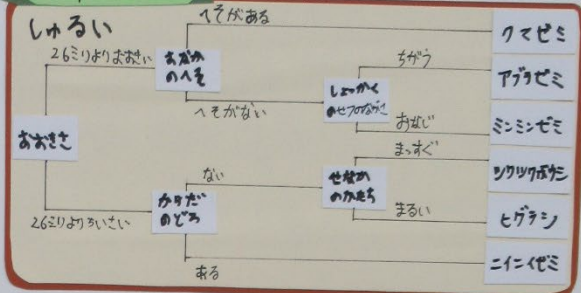 しゅるい
へそがある
クマゼミ
26ミリよりおおきい
おなか
のへそ
ちがう
アブラゼミ
へそがない
しょっかく
のせつのながさ
おなじ
ミンミンゼミ
おおきさ
まっすぐ
ツクツクボウシ
ない
せなか
のかたち
からだ
のどろ
26ミリよりちいさい
まるい
ヒグラシ
ある
ニイニイゼミ